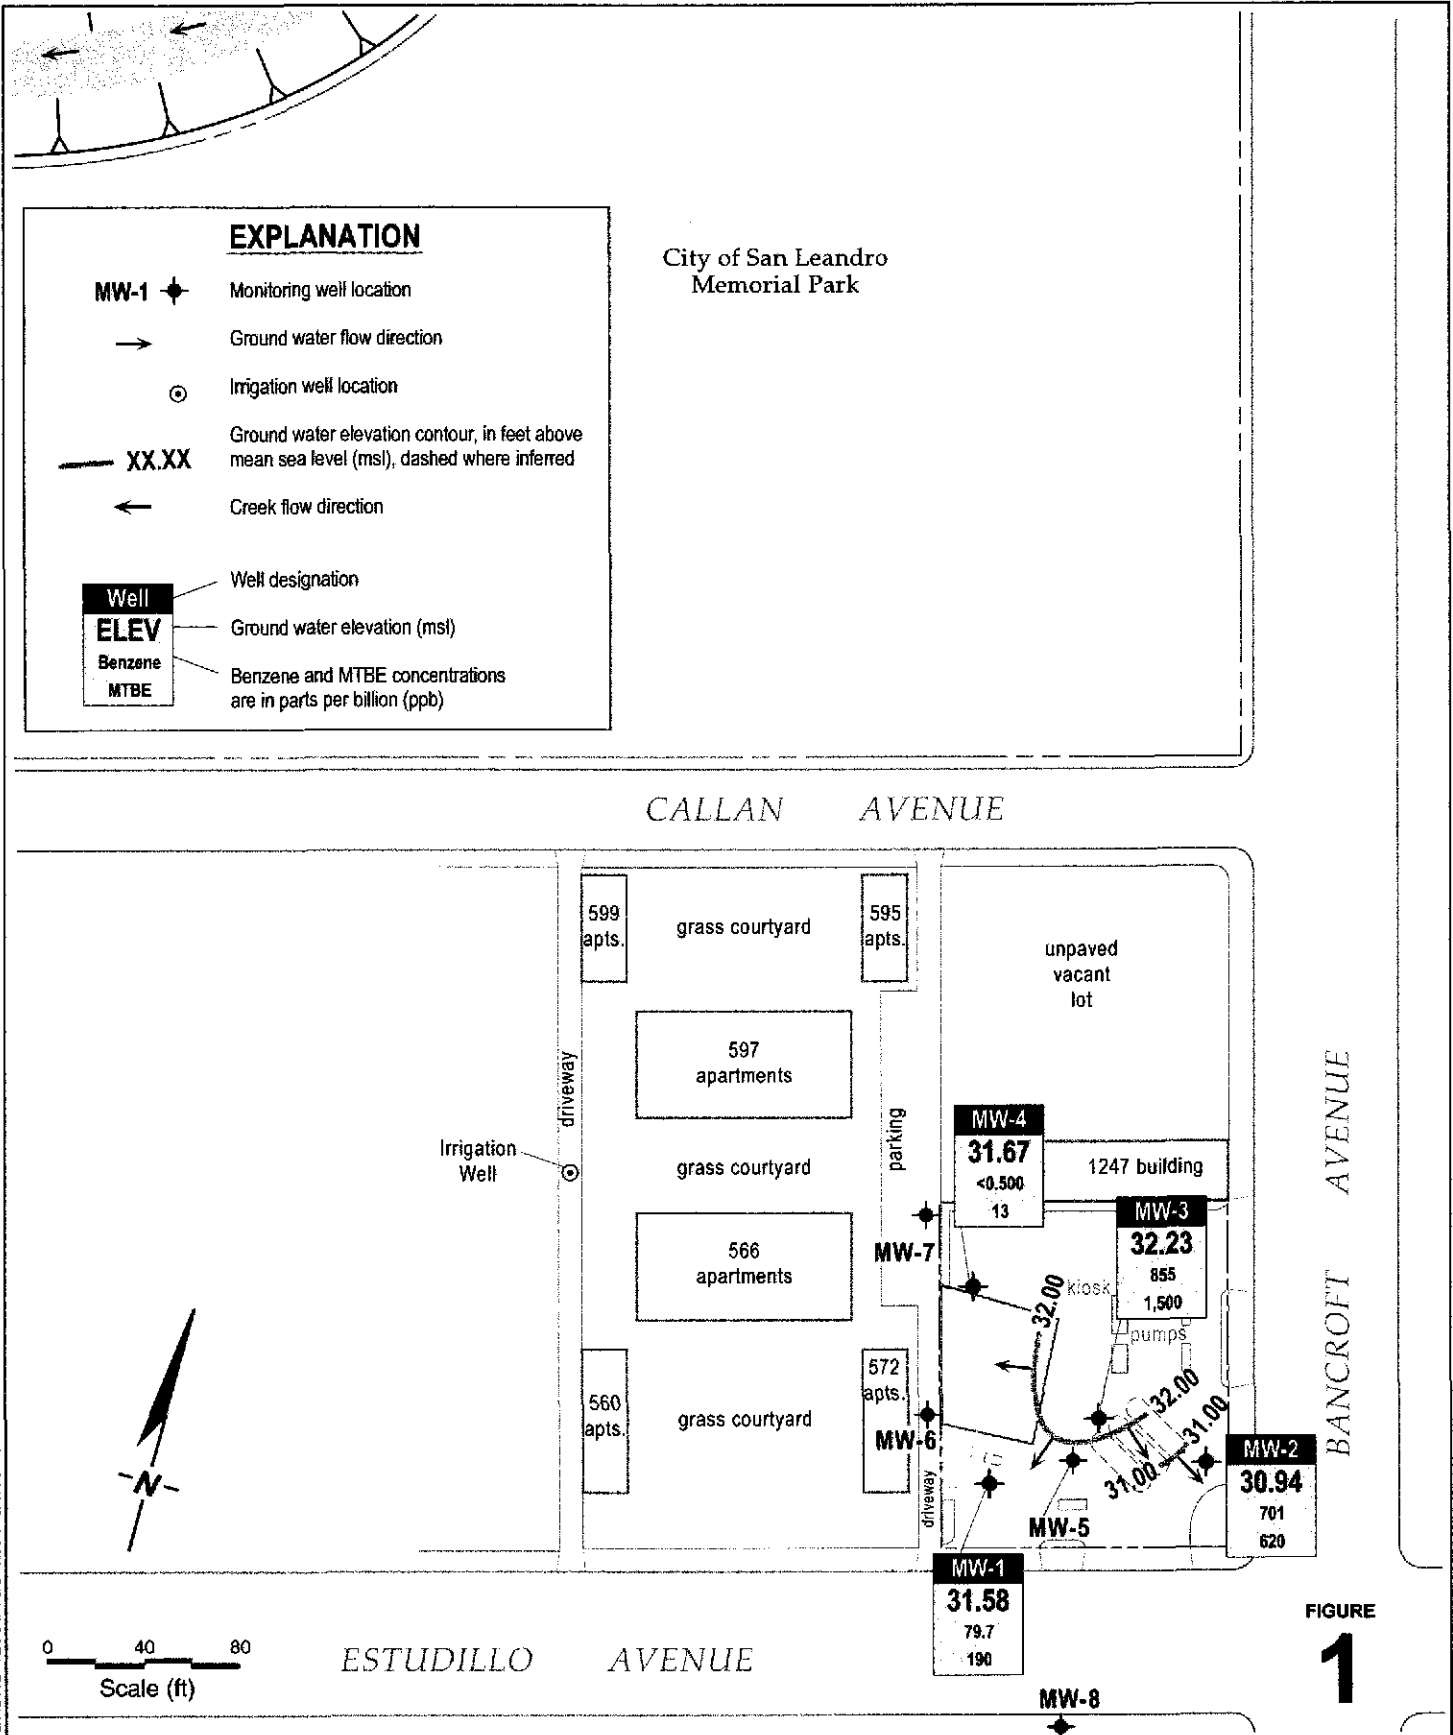 EXPLANATION
MW-1
Monitoring well location
Ground water flow direction
Irrigation well location
XX.XX
Ground water elevation contour, in feet above
mean sea level (msl), dashed where inferred
Creek flow direction
Well
ELEV
Benzene
MTBE
Well designation
Ground water elevation (msl)
Benzene and MTBE concentrations
are in parts per billion (ppb)
City of San Leandro
Memorial Park
CALLAN AVENUE
599
apts.
grass courtyard
595
apts.
unpaved
vacant
lot
597
apartments
driveway
parking
Irrigation
Well
grass courtyard
MW-4
31.67
<0.500
13
1247 building
MW-3
32.23
855
1,500
MW-7
566
apartments
kiosk
32.00
pumps
BANCROFT AVENUE
560
apts.
grass courtyard
572
apts.
MW-6
32.00
31.00
31.00
MW-2
30.94
701
620
driveway
MW-5
MW-1
31.58
79.7
190
N
0 40 80
Scale (ft)
ESTUDILLO AVENUE
MW-8
FIGURE
1